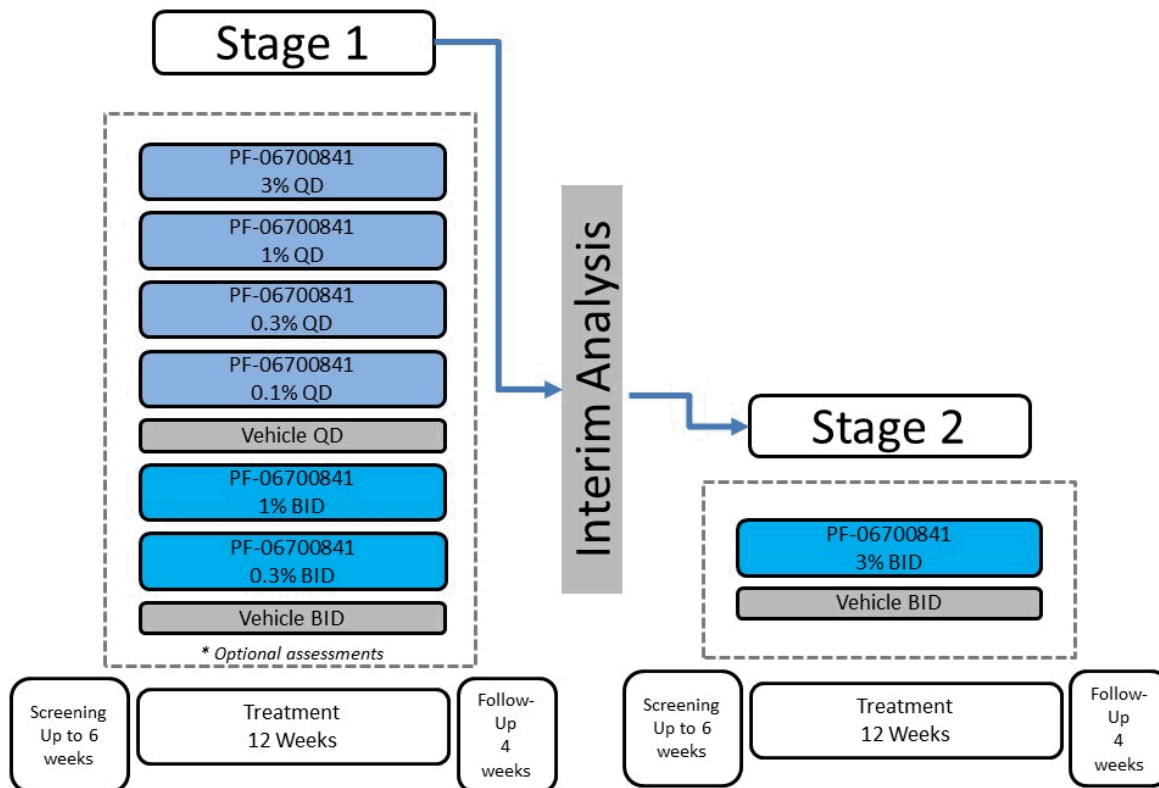 Stage 1
PF-06700841
3% QD
PF-06700841
1% QD
PF-06700841
0.3% QD
PF-06700841
0.1% QD
Vehicle QD
PF-06700841
1% BID
PF-06700841
0.3% BID
Vehicle BID
* Optional assessments
Screening
Up to 6
weeks
Treatment
12 Weeks
Follow-
Up
4
weeks
Interim Analysis
Stage 2
PF-06700841
3% BID
Vehicle BID
Screening
Up to 6
weeks
Treatment
12 Weeks
Follow-
Up
4
weeks